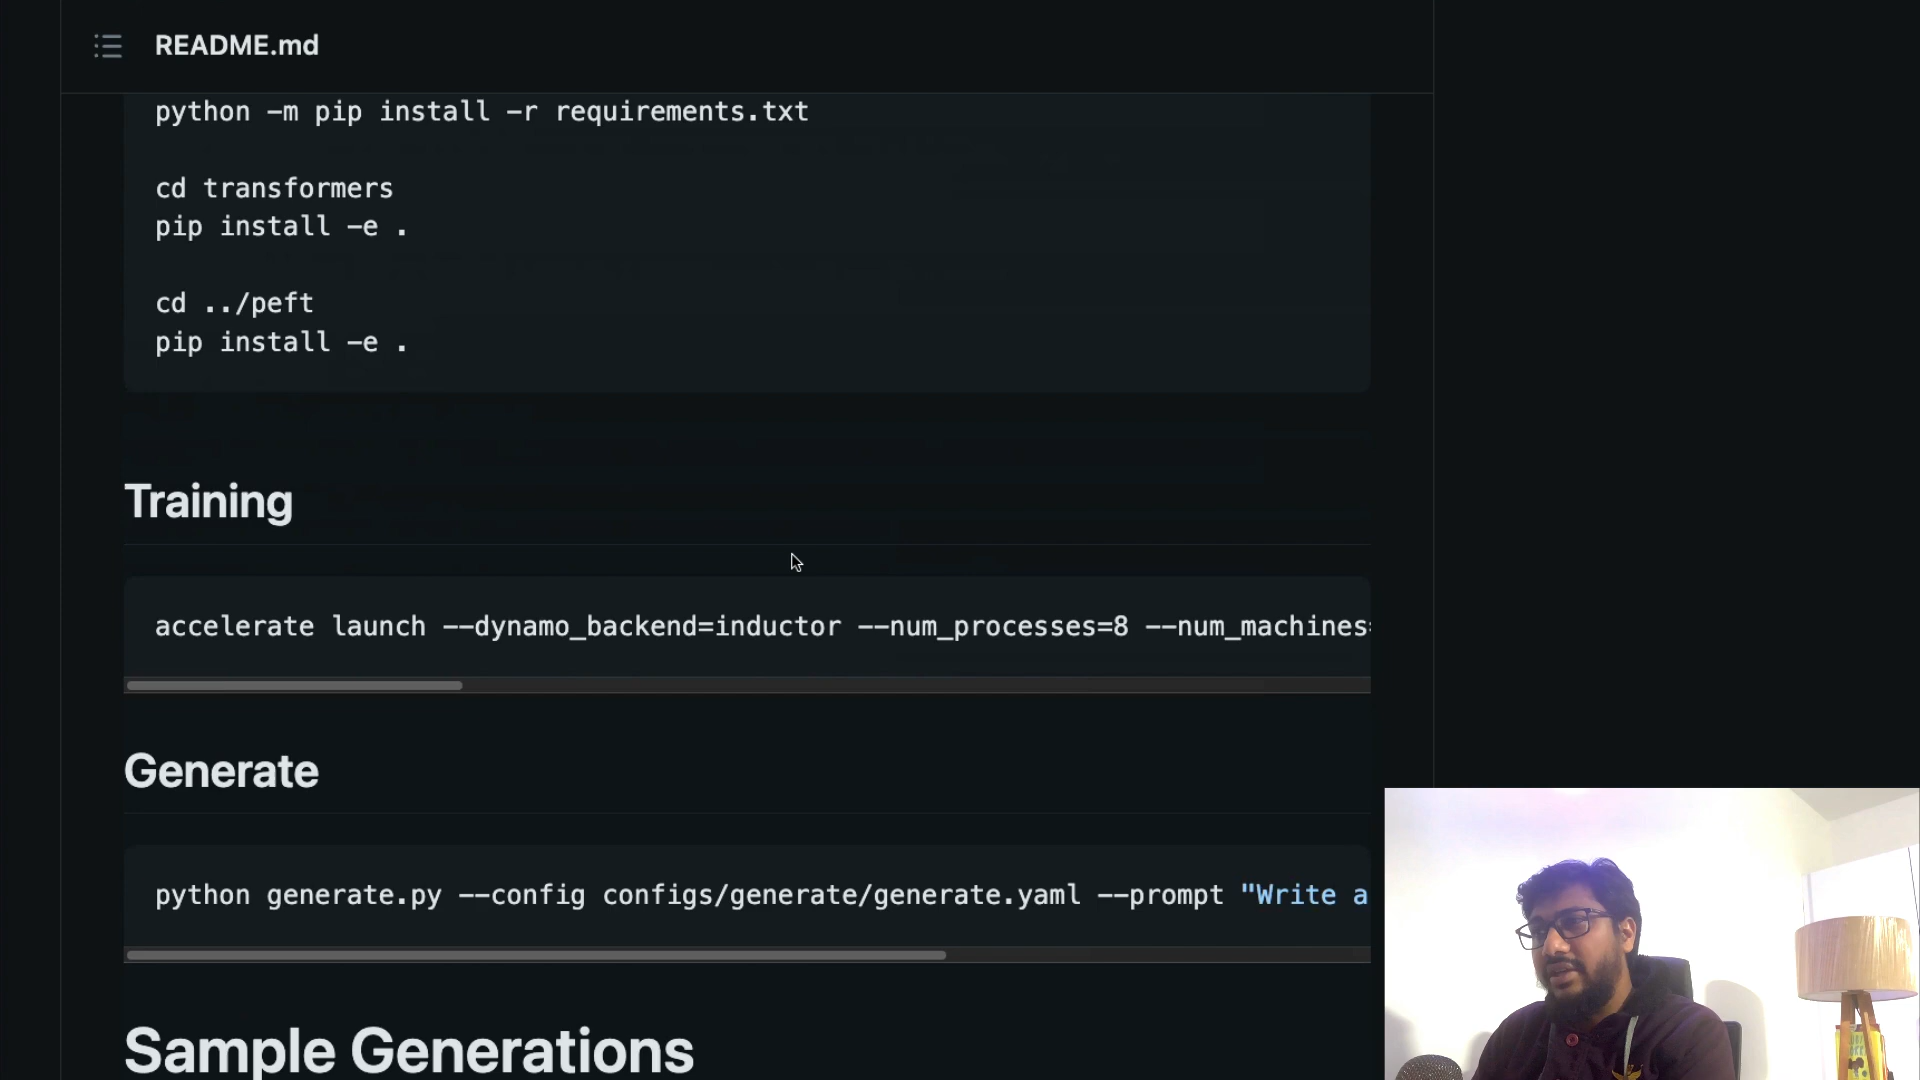 README.md
python -m pip install -r requirements.txt
cd transformers
pip install -e .
cd ../peft
pip install -e .
Training
accelerate launch --dynamo_backend=inductor --num_processes=8 --num_machines=
Generate
python generate.py --config configs/generate/generate.yaml --prompt "Write a
Sample Generations